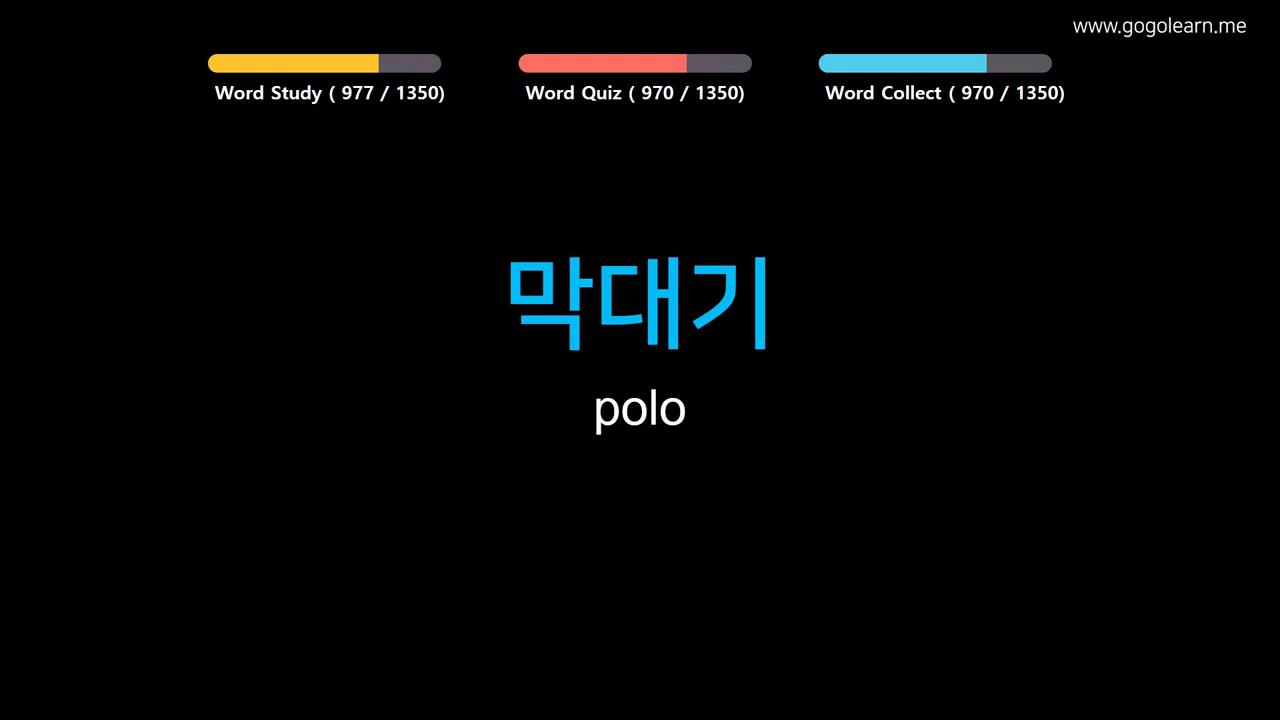 www.gogolearn.me
Word Study ( 977 / 1350)
Word Quiz ( 970 / 1350)
Word Collect ( 970 / 1350)
막대기
polo